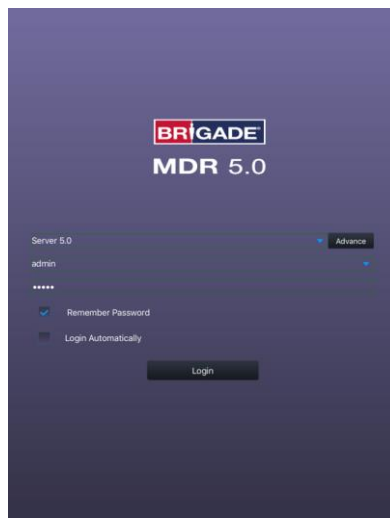 BRIGADE
MDR 5.0
Server 5.0 Advance
admin
•••••
Remember Password
Login Automatically
Login